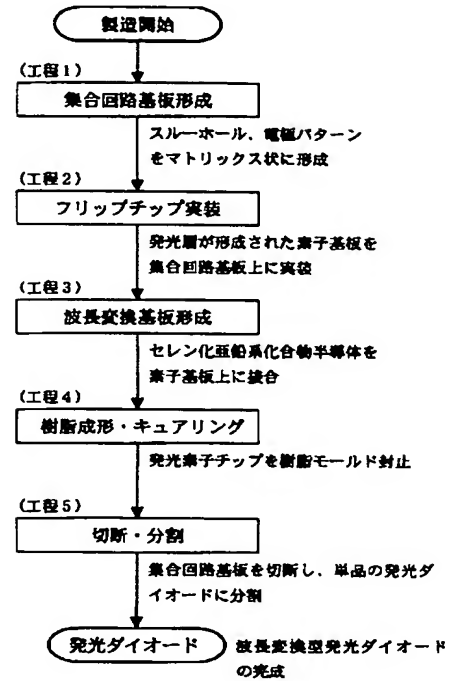 製造開始
(工程1)
集合回路基板形成
スルーホール、電極パターン
をマトリックス状に形成
(工程2)
フリップチップ実装
発光層が形成された素子基板を
集合回路基板上に実装
(工程3)
波長変換基板形成
セレン化亜鉛系化合物半導体を
素子基板上に接合
(工程4)
樹脂成形・キュアリング
発光素子チップを樹脂モールド封止
(工程5)
切断・分割
集合回路基板を切断し、単品の発光ダ
イオードに分割
発光ダイオード
波長変換型発光ダイオード
の完成